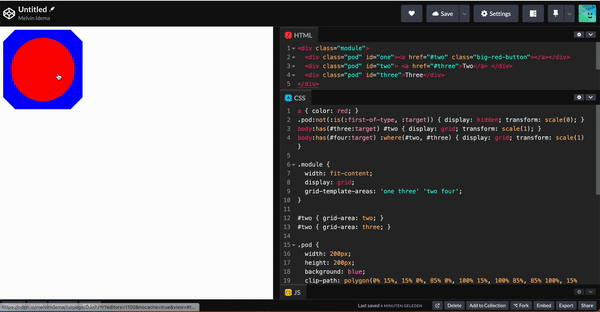 Untitled
Melvin Idema
Save
Settings
HTML
1 <div class="module">
2 <div class="pod" id="one"><a href="#two" class="big-red-button"></a></div>
3 <div class="pod" id="two"> <a href="#three">Two</a> </div>
4 <div class="pod" id="three">Three</div>
5 </div>
CSS
1 a { color: red; }
2 .pod:not(:is(:first-of-type, :target)) { display: hidden; transform: scale(0); }
3 body:has(#three:target) #two { display: grid; transform: scale(1); }
4 body:has(#four:target) :where(#two, #three) { display: grid; transform: scale(1)
}
5
6 .module {
7 width: fit-content;
8 display: grid;
9 grid-template-areas: 'one three' 'two four';
10 }
11
12 #two { grid-area: two; }
13 #two { grid-area: three; }
14
15 .pod {
16 width: 200px;
17 height: 200px;
18 background: blue;
19 clip-path: polygon(0% 15%, 15% 0%, 85% 0%, 100% 15%, 100% 85%, 85% 100%, 15%
JS
Last saved 4 MINUTEN GELEDEN
Delete
Add to Collection
Fork
Embed
Export
Share